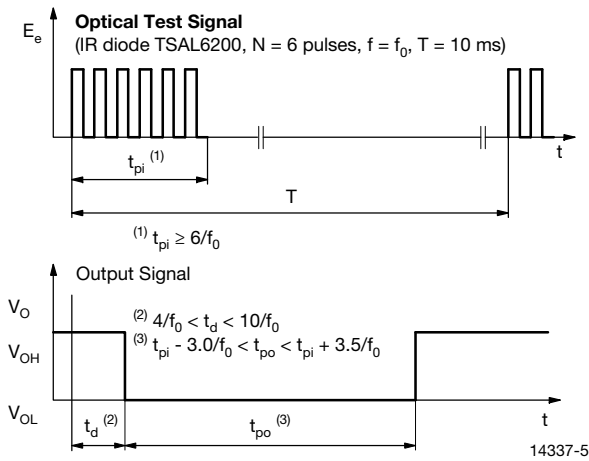 Optical Test Signal
Eₑ
(IR diode TSAL6200, N = 6 pulses, f = f₀, T = 10 ms)
t
tpi (1)
T
(1) tpi ≥ 6/f₀
Output Signal
VO
(2) 4/f₀ < td < 10/f₀
(3) tpi - 3.0/f₀ < tpo < tpi + 3.5/f₀
VOH
VOL
td (2)
tpo (3)
t
14337-5